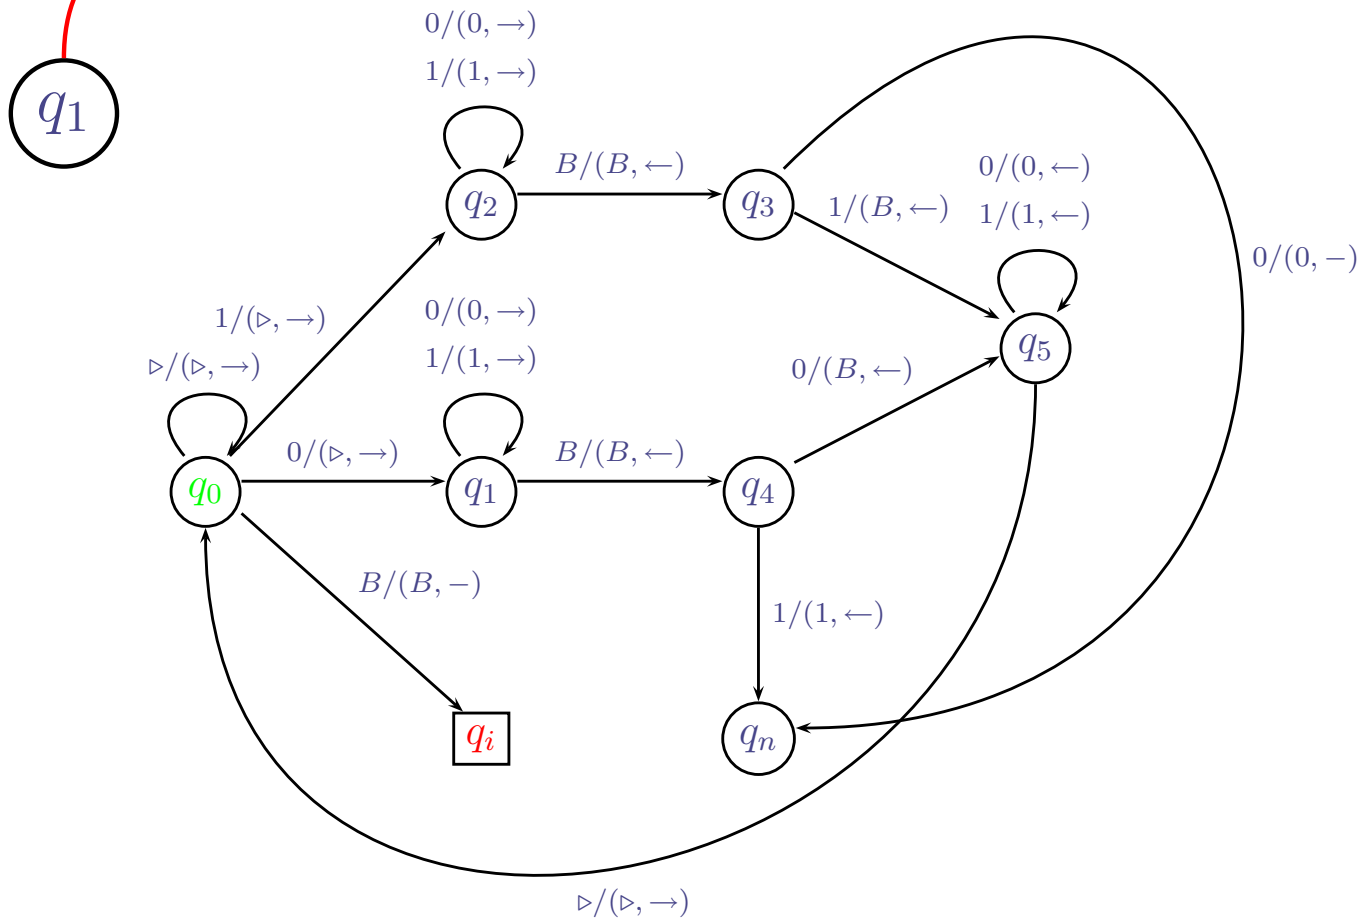 0/(0, →)
1/(1, →)
q₁
B/(B, ←)
0/(0, ←)
1/(1, ←)
q₂
q₃
1/(B, ←)
0/(0, −)
1/(▹, →)
0/(0, →)
1/(1, →)
▹/(▹, →)
q₅
0/(B, ←)
0/(▹, →)
B/(B, ←)
q₀
q₁
q₄
B/(B, −)
1/(1, ←)
qᵢ
qₙ
▹/(▹, →)